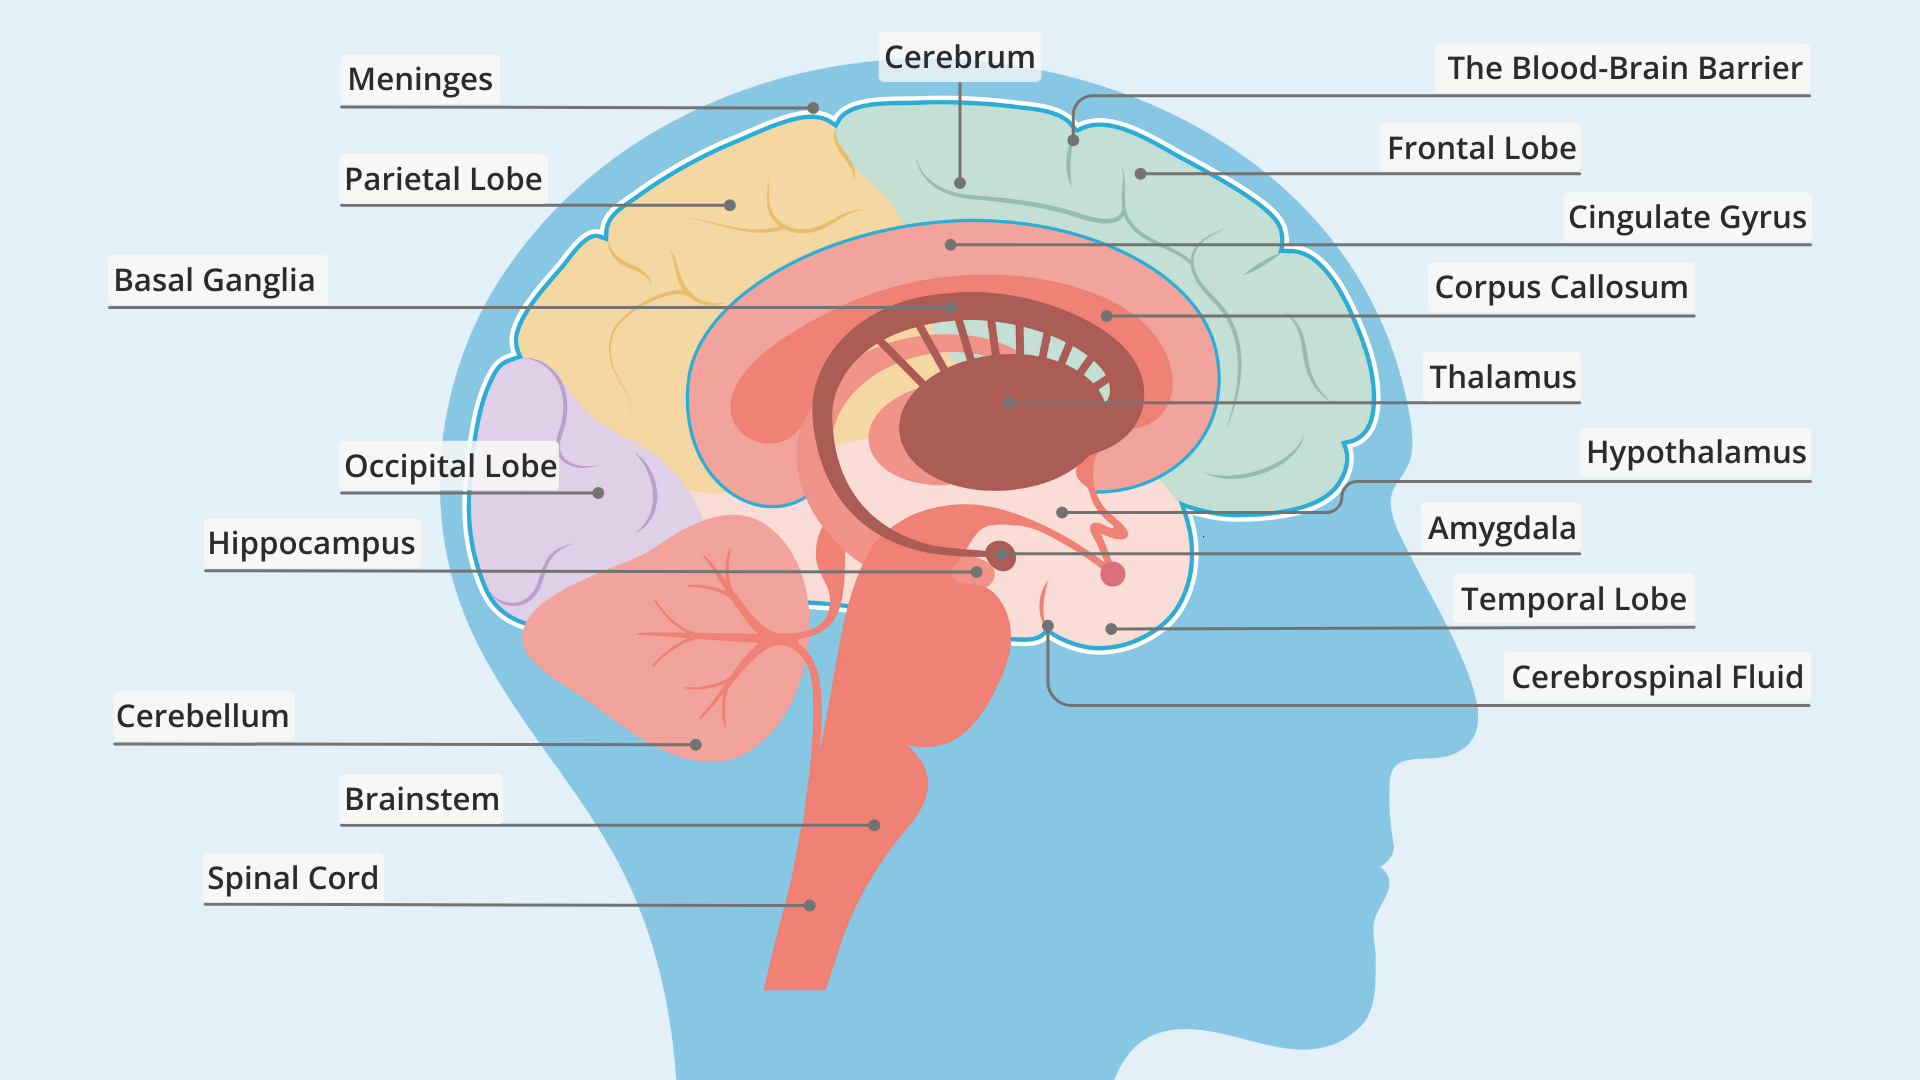 Meninges
Cerebrum
The Blood-Brain Barrier
Parietal Lobe
Frontal Lobe
Cingulate Gyrus
Basal Ganglia
Corpus Callosum
Thalamus
Occipital Lobe
Hypothalamus
Hippocampus
Amygdala
Temporal Lobe
Cerebrospinal Fluid
Cerebellum
Brainstem
Spinal Cord